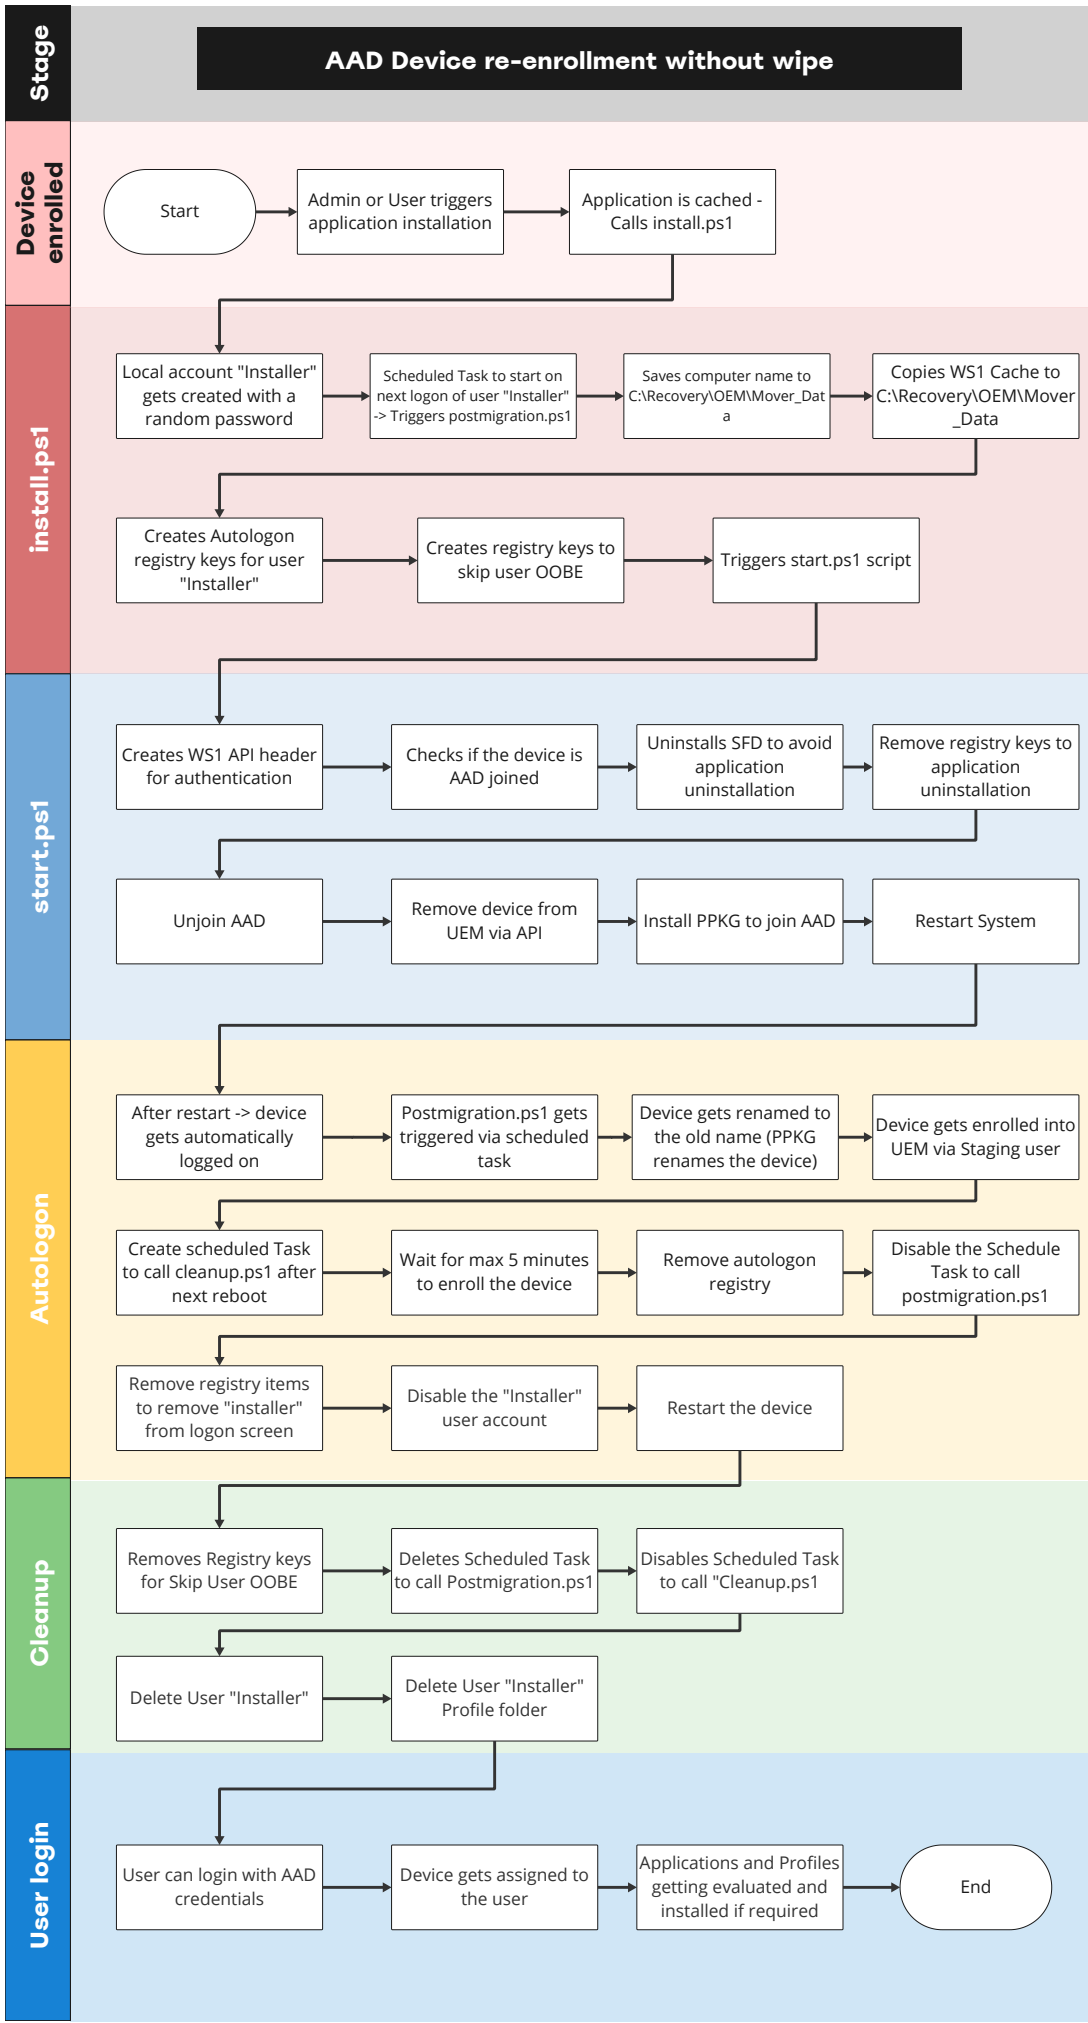 Stage
AAD Device re-enrollment without wipe
Device
enrolled
Start
Admin or User triggers
application installation
Application is cached -
Calls install.ps1
install.ps1
Local account "Installer"
gets created with a
random password
Scheduled Task to start on
next logon of user "Installer"
-> Triggers postmigration.ps1
Saves computer name to
C:\Recovery\OEM\Mover_Dat
a
Copies WS1 Cache to
C:\Recovery\OEM\Mover
_Data
Creates Autologon
registry keys for user
"Installer"
Creates registry keys to
skip user OOBE
Triggers start.ps1 script
start.ps1
Creates WS1 API header
for authentication
Checks if the device is
AAD joined
Uninstalls SFD to avoid
application
uninstallation
Remove registry keys to
application
uninstallation
Unjoin AAD
Remove device from
UEM via API
Install PPKG to join AAD
Restart System
Autologon
After restart -> device
gets automatically
logged on
Postmigration.ps1 gets
triggered via scheduled
task
Device gets renamed to
the old name (PPKG
renames the device)
Device gets enrolled into
UEM via Staging user
Create scheduled Task
to call cleanup.ps1 after
next reboot
Wait for max 5 minutes
to enroll the device
Remove autologon
registry
Disable the Schedule
Task to call
postmigration.ps1
Remove registry items
to remove "installer"
from logon screen
Disable the "Installer"
user account
Restart the device
Cleanup
Removes Registry keys
for Skip User OOBE
Deletes Scheduled Task
to call Postmigration.ps1
Disables Scheduled Task
to call "Cleanup.ps1
Delete User "Installer"
Delete User "Installer"
Profile folder
User login
User can login with AAD
credentials
Device gets assigned to
the user
Applications and Profiles
getting evaluated and
installed if required
End